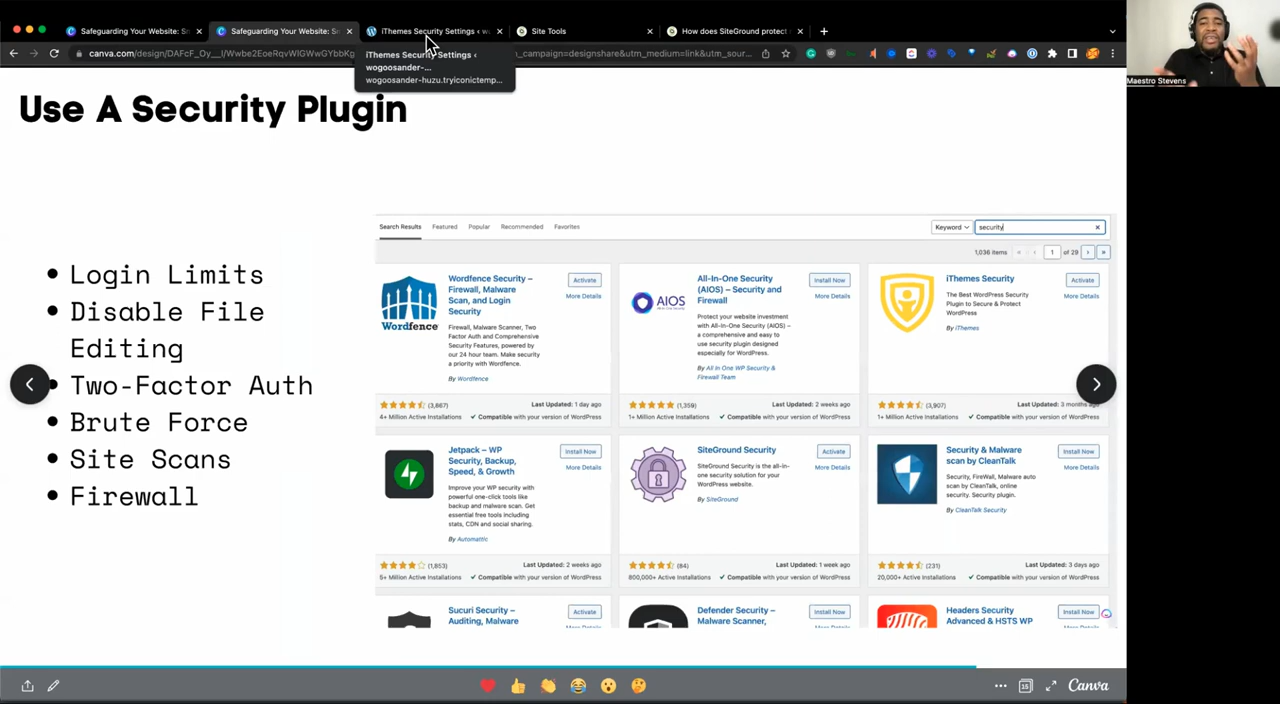 Safeguarding Your Website: S
Safeguarding Your Website: S
iThemes Security Settings ‹ w
Site Tools
How does SiteGround protect
canva.com/design/DAFcF_Oy__I/Wwbe2EoeRqvWIGWwGYbKp
_campaign=designshare&utm_medium=link&utm_sour...
iThemes Security Settings ‹
wogoosander-...
wogoosander-huzu.tryiconictemp...
Maestro Stevens
Use A Security Plugin
• Login Limits
• Disable File
Editing
• Two-Factor Auth
• Brute Force
• Site Scans
• Firewall
Search Results Featured Popular Recommended Favorites
Keyword security
1,036 items « ‹ 1 of 29 › »
Wordfence Security –
Firewall, Malware
Scan, and Login
Security
Activate
More Details
Wordfence
Firewall, Malware Scanner, Two
Factor Auth and Comprehensive
Security Features, powered by
our 24 hour team. Make security
a priority with Wordfence.
By Wordfence
(3,867)
Last Updated: 1 day ago
4+ Million Active Installations
Compatible with your version of WordPress
All-In-One Security
(AIOS) – Security and
Firewall
Install Now
More Details
AIOS
Protect your website investment
with All-In-One Security (AIOS) –
a comprehensive and easy to
use security plugin designed
especially for WordPress.
By All In One WP Security &
Firewall Team
(1,359)
Last Updated: 2 weeks ago
1+ Million Active Installations
Compatible with your version of WordPress
iThemes Security
Activate
More Details
The Best WordPress Security
Plugin to Secure & Protect
WordPress
By iThemes
(3,907)
Last Updated: 3 months ago
1+ Million Active Installations
Compatible with your version of WordPress
Jetpack – WP
Security, Backup,
Speed, & Growth
Install Now
More Details
Improve your WP security with
powerful one-click tools like
backup and malware scan. Get
essential free tools including
stats, CDN and social sharing.
By Automattic
(1,853)
Last Updated: 2 weeks ago
5+ Million Active Installations
Compatible with your version of WordPress
SiteGround Security
Activate
More Details
SiteGround Security is the all-in-
one security solution for your
WordPress website.
By SiteGround
(84)
Last Updated: 1 week ago
800,000+ Active Installations
Compatible with your version of WordPress
Security & Malware
scan by CleanTalk
Install Now
More Details
Security, FireWall, Malware auto
scan by CleanTalk, online
security. Security plugin.
By CleanTalk Security
(231)
Last Updated: 3 days ago
20,000+ Active Installations
Compatible with your version of WordPress
Sucuri Security –
Auditing, Malware
Activate
Defender Security –
Malware Scanner,
Install Now
Headers Security
Advanced & HSTS WP
Install Now
15
Canva